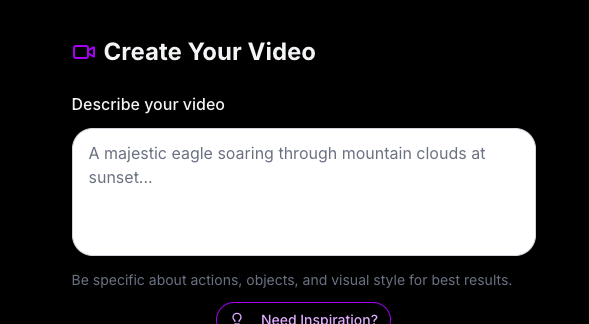 Create Your Video
Describe your video
A majestic eagle soaring through mountain clouds at
sunset...
Be specific about actions, objects, and visual style for best results.
Need Inspiration?